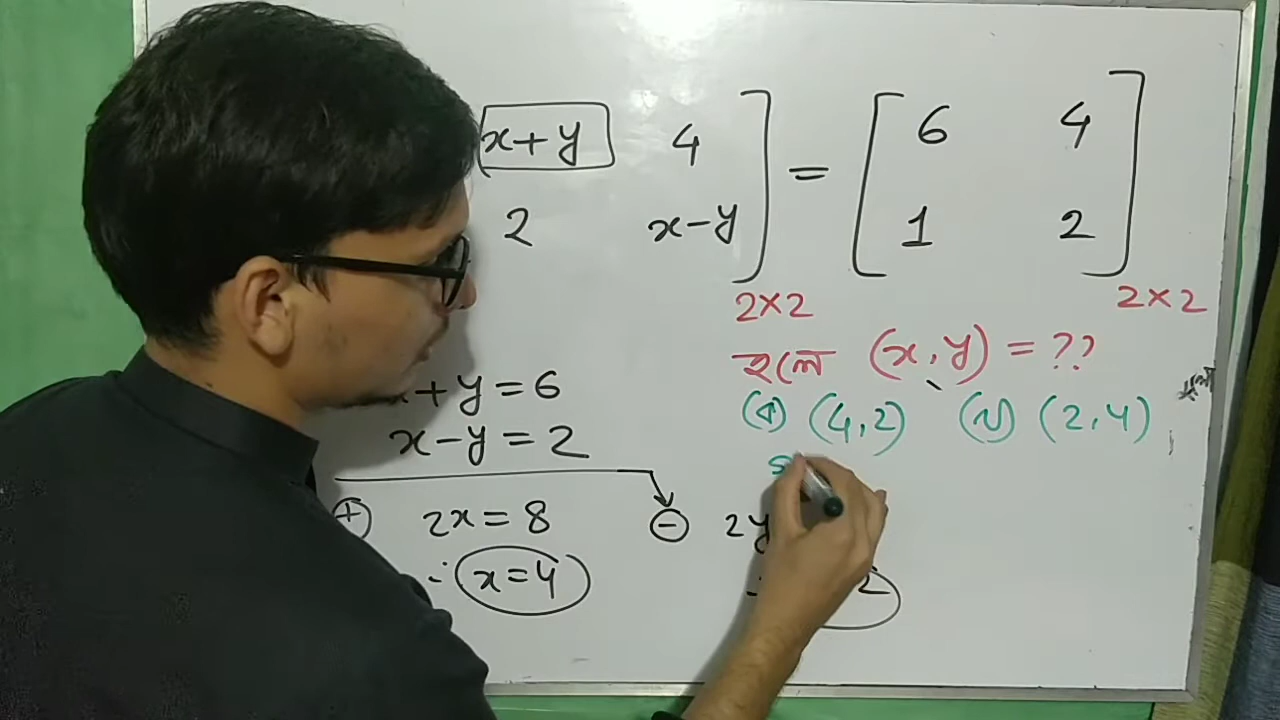 x+y 4 = 6 4
2 x-y 1 2
2×2 2×2
হলে (x,y) = ??
x+y = 6 (ক) (4,2) (খ) (2,4)
x-y = 2
⊕ 2x = 8 ⊖ 2y
∴ x=4 2